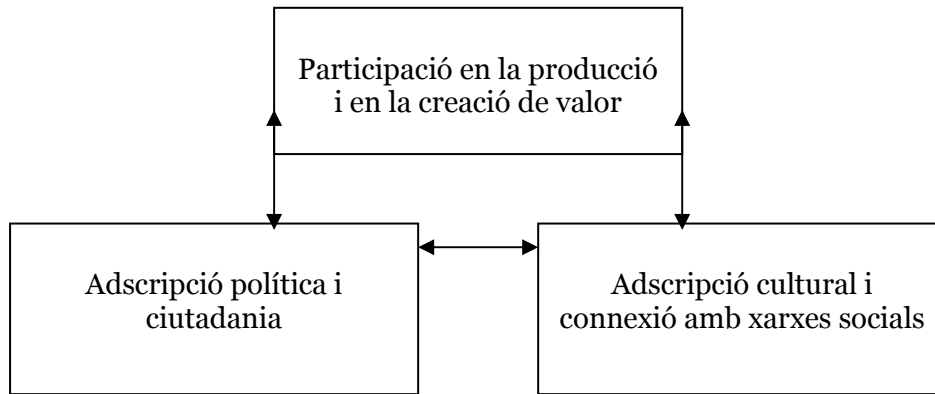 Participació en la producció
i en la creació de valor
Adscripció política i
ciutadania
Adscripció cultural i
connexió amb xarxes socials